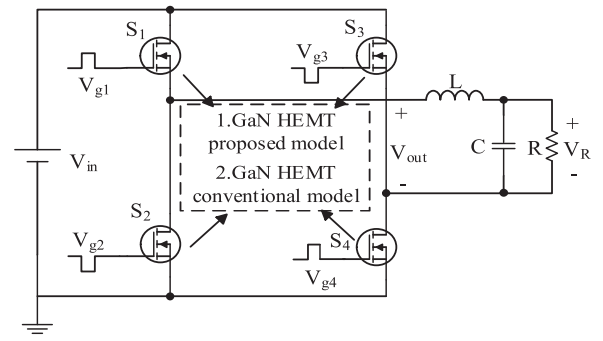 S1
S3
Vg1
Vg3
L
1.GaN HEMT
proposed model
2.GaN HEMT
conventional model
+
Vout
-
C
R
+
VR
-
Vin
S2
S4
Vg2
Vg4